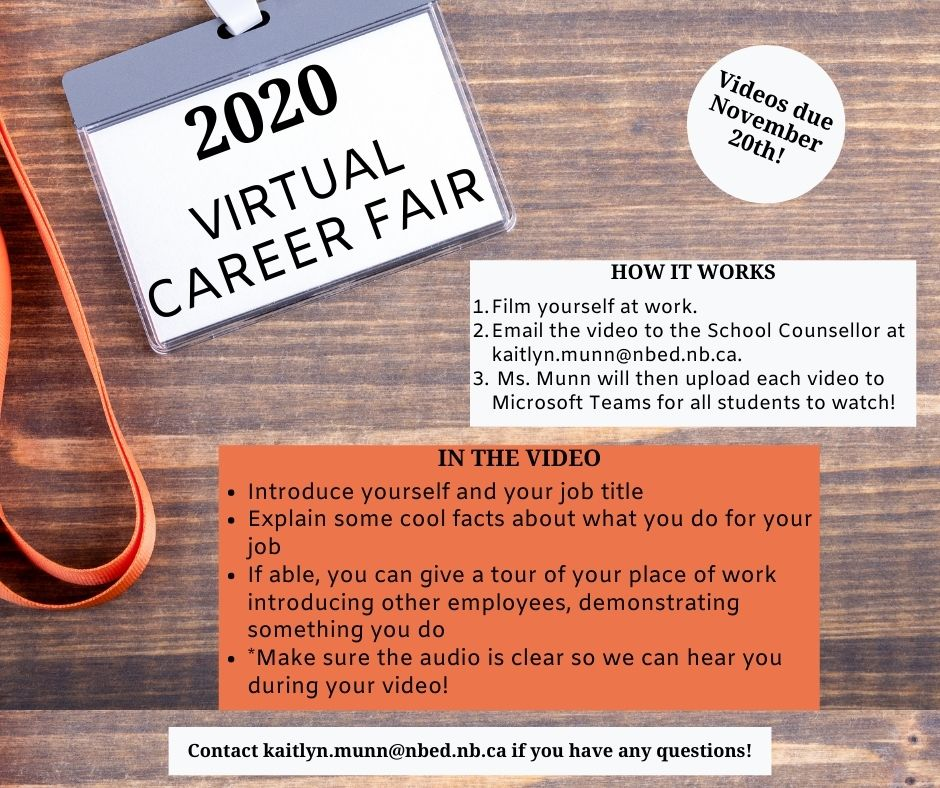 2020
VIRTUAL
CAREER FAIR
Videos due
November
20th!
HOW IT WORKS
1. Film yourself at work.
2. Email the video to the School Counsellor at
kaitlyn.munn@nbed.nb.ca.
3. Ms. Munn will then upload each video to
Microsoft Teams for all students to watch!
IN THE VIDEO
• Introduce yourself and your job title
• Explain some cool facts about what you do for your
job
• If able, you can give a tour of your place of work
introducing other employees, demonstrating
something you do
• *Make sure the audio is clear so we can hear you
during your video!
Contact kaitlyn.munn@nbed.nb.ca if you have any questions!